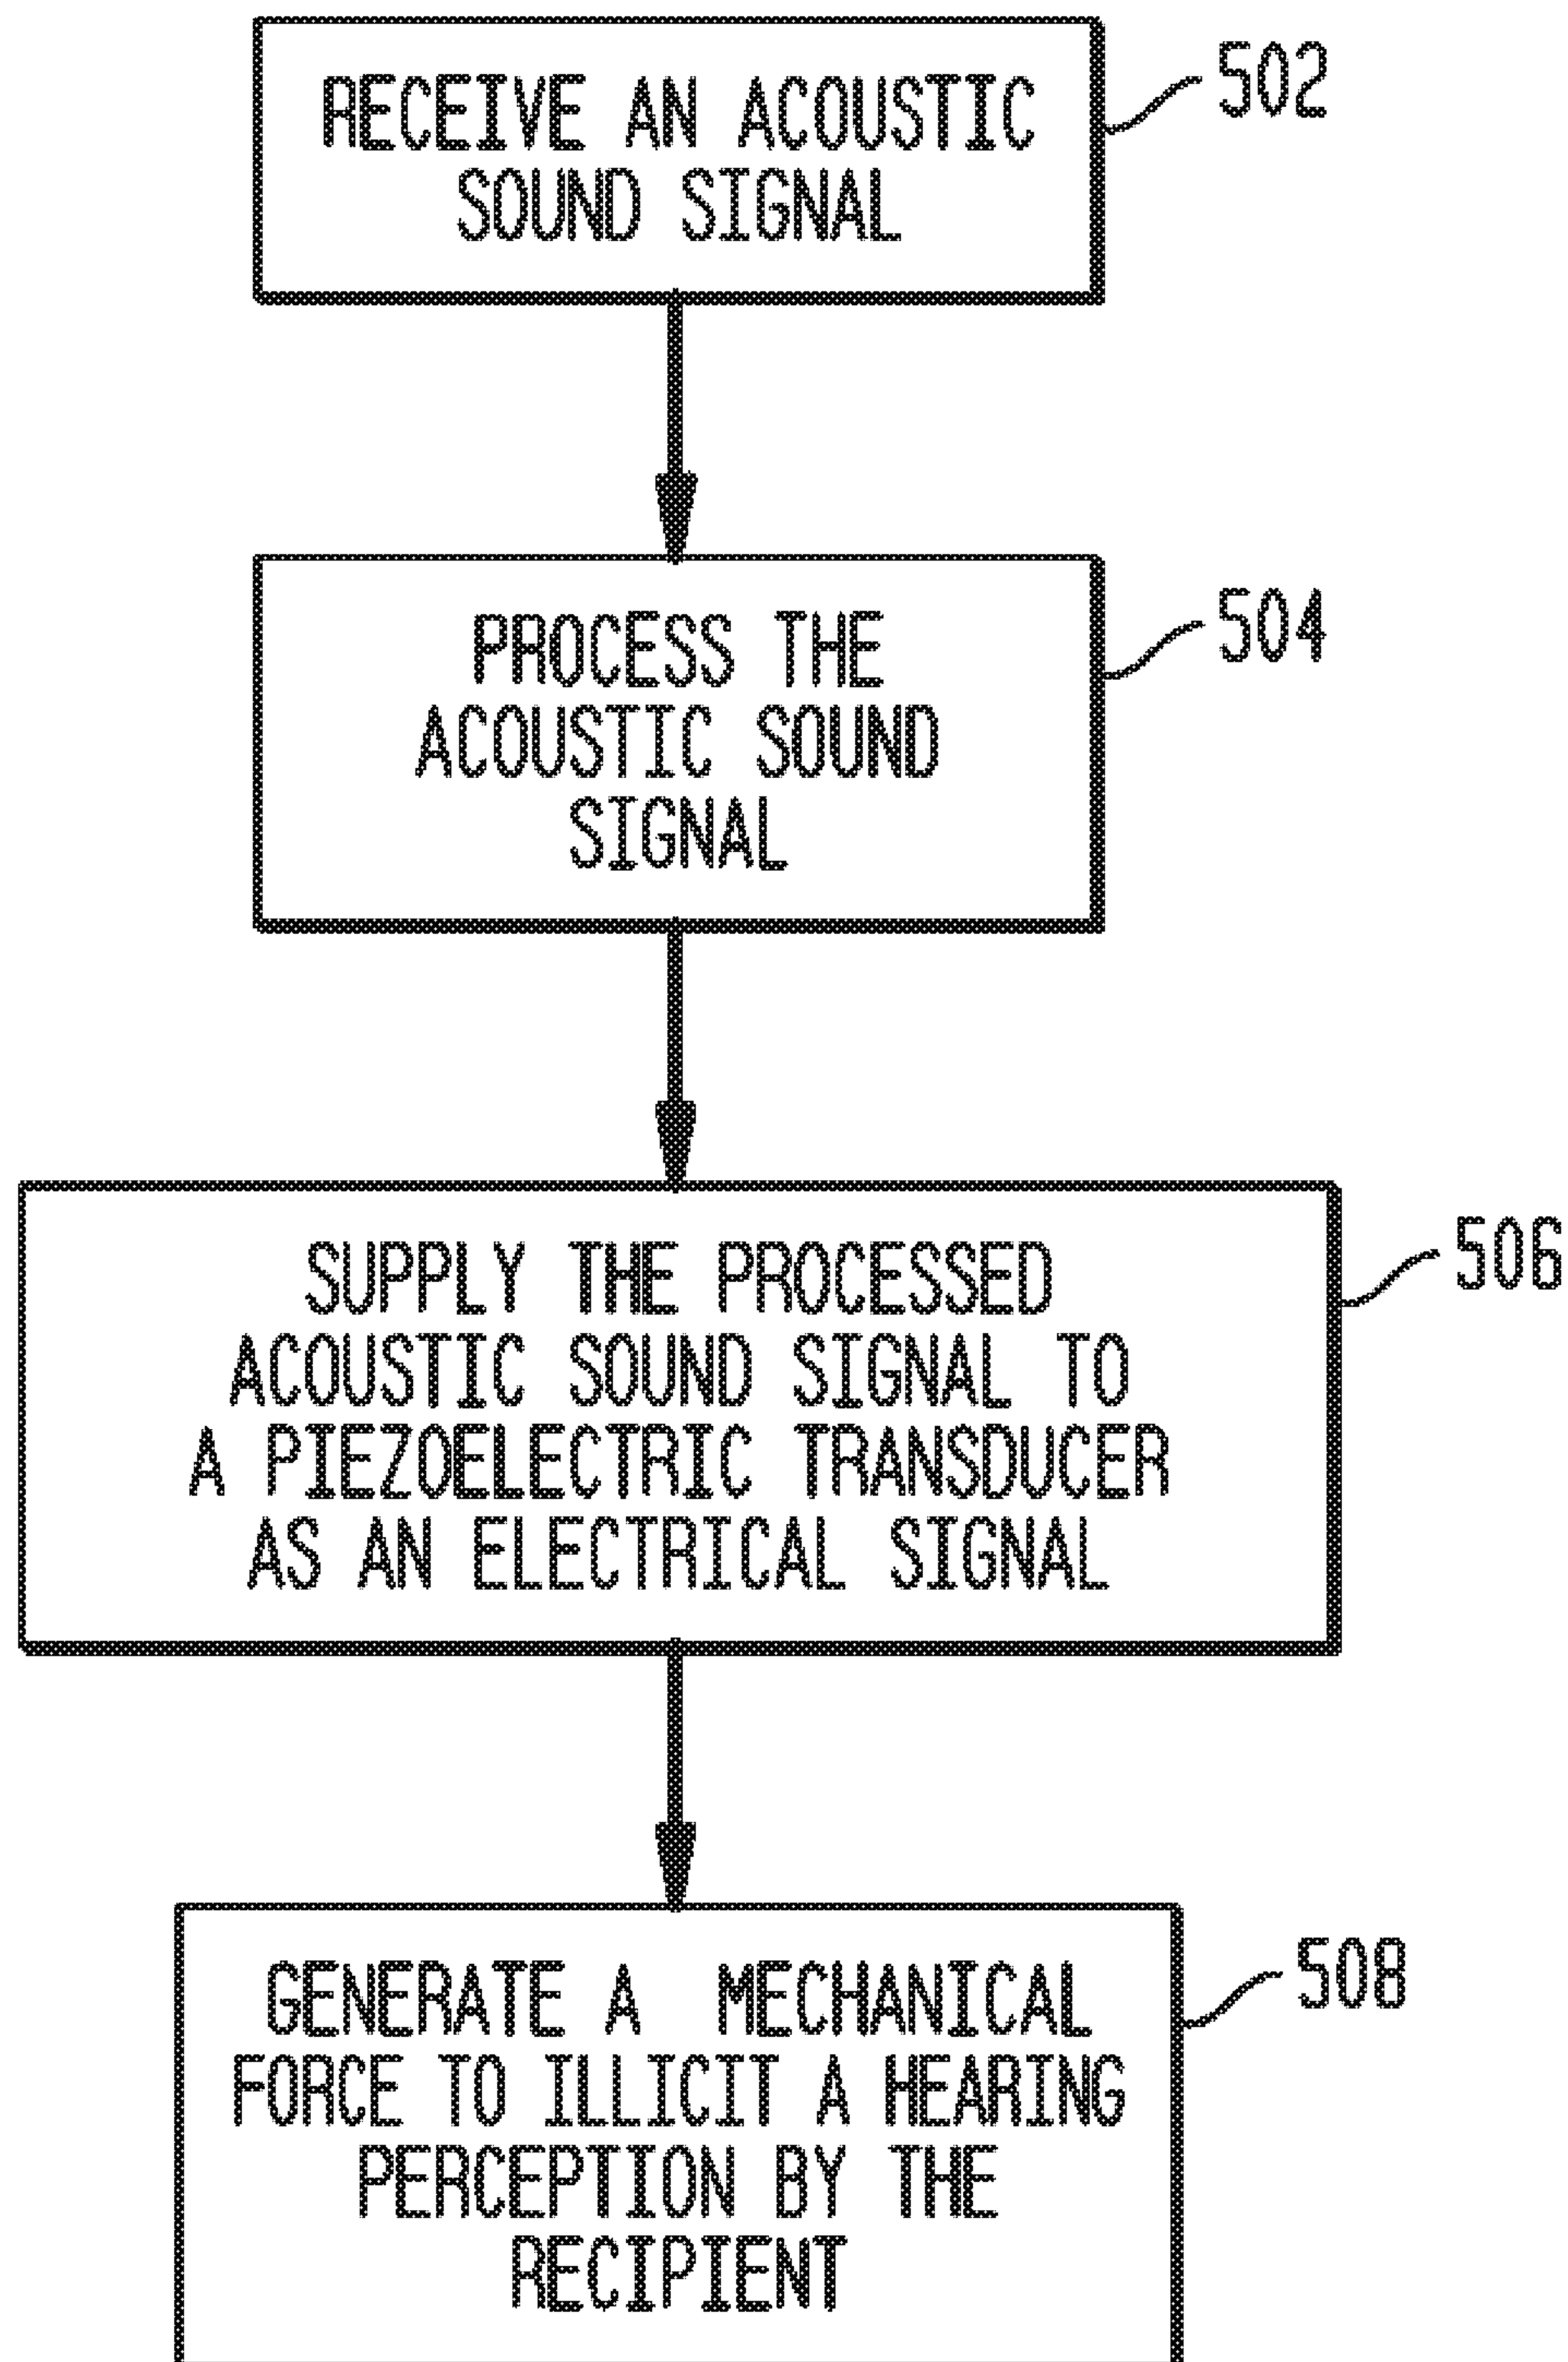 RECEIVE AN ACOUSTIC
SOUND SIGNAL
502
PROCESS THE
ACOUSTIC SOUND
SIGNAL
504
SUPPLY THE PROCESSED
ACOUSTIC SOUND SIGNAL TO
A PIEZOELECTRIC TRANSDUCER
AS AN ELECTRICAL SIGNAL
506
GENERATE A MECHANICAL
FORCE TO ILLICIT A HEARING
PERCEPTION BY THE
RECIPIENT
508